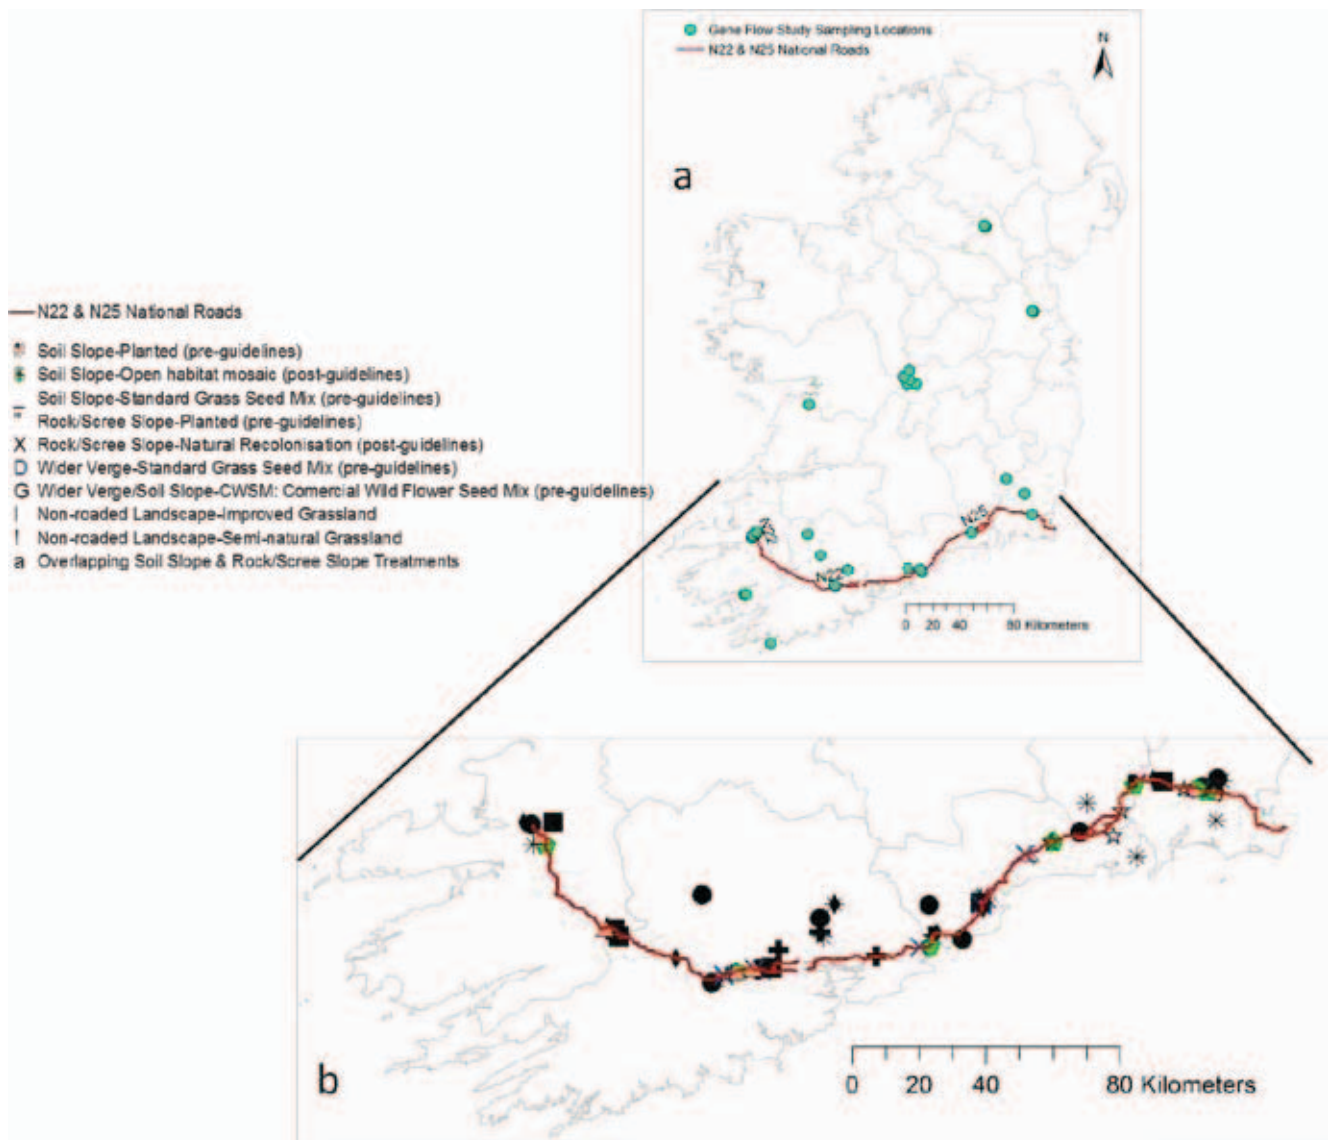 Gene Flow Study Sampling Locations
N22 & N25 National Roads
N
a
N25
N22
N22
0 20 40 80 Kilometers
N22 & N25 National Roads
Soil Slope-Planted (pre-guidelines)
Soil Slope-Open habitat mosaic (post-guidelines)
Soil Slope-Standard Grass Seed Mix (pre-guidelines)
Rock/Scree Slope-Planted (pre-guidelines)
X Rock/Scree Slope-Natural Recolonisation (post-guidelines)
D Wider Verge-Standard Grass Seed Mix (pre-guidelines)
G Wider Verge/Soil Slope-CWSM: Comercial Wild Flower Seed Mix (pre-guidelines)
| Non-roaded Landscape-Improved Grassland
! Non-roaded Landscape-Semi-natural Grassland
a Overlapping Soil Slope & Rock/Scree Slope Treatments
b
0 20 40 80 Kilometers